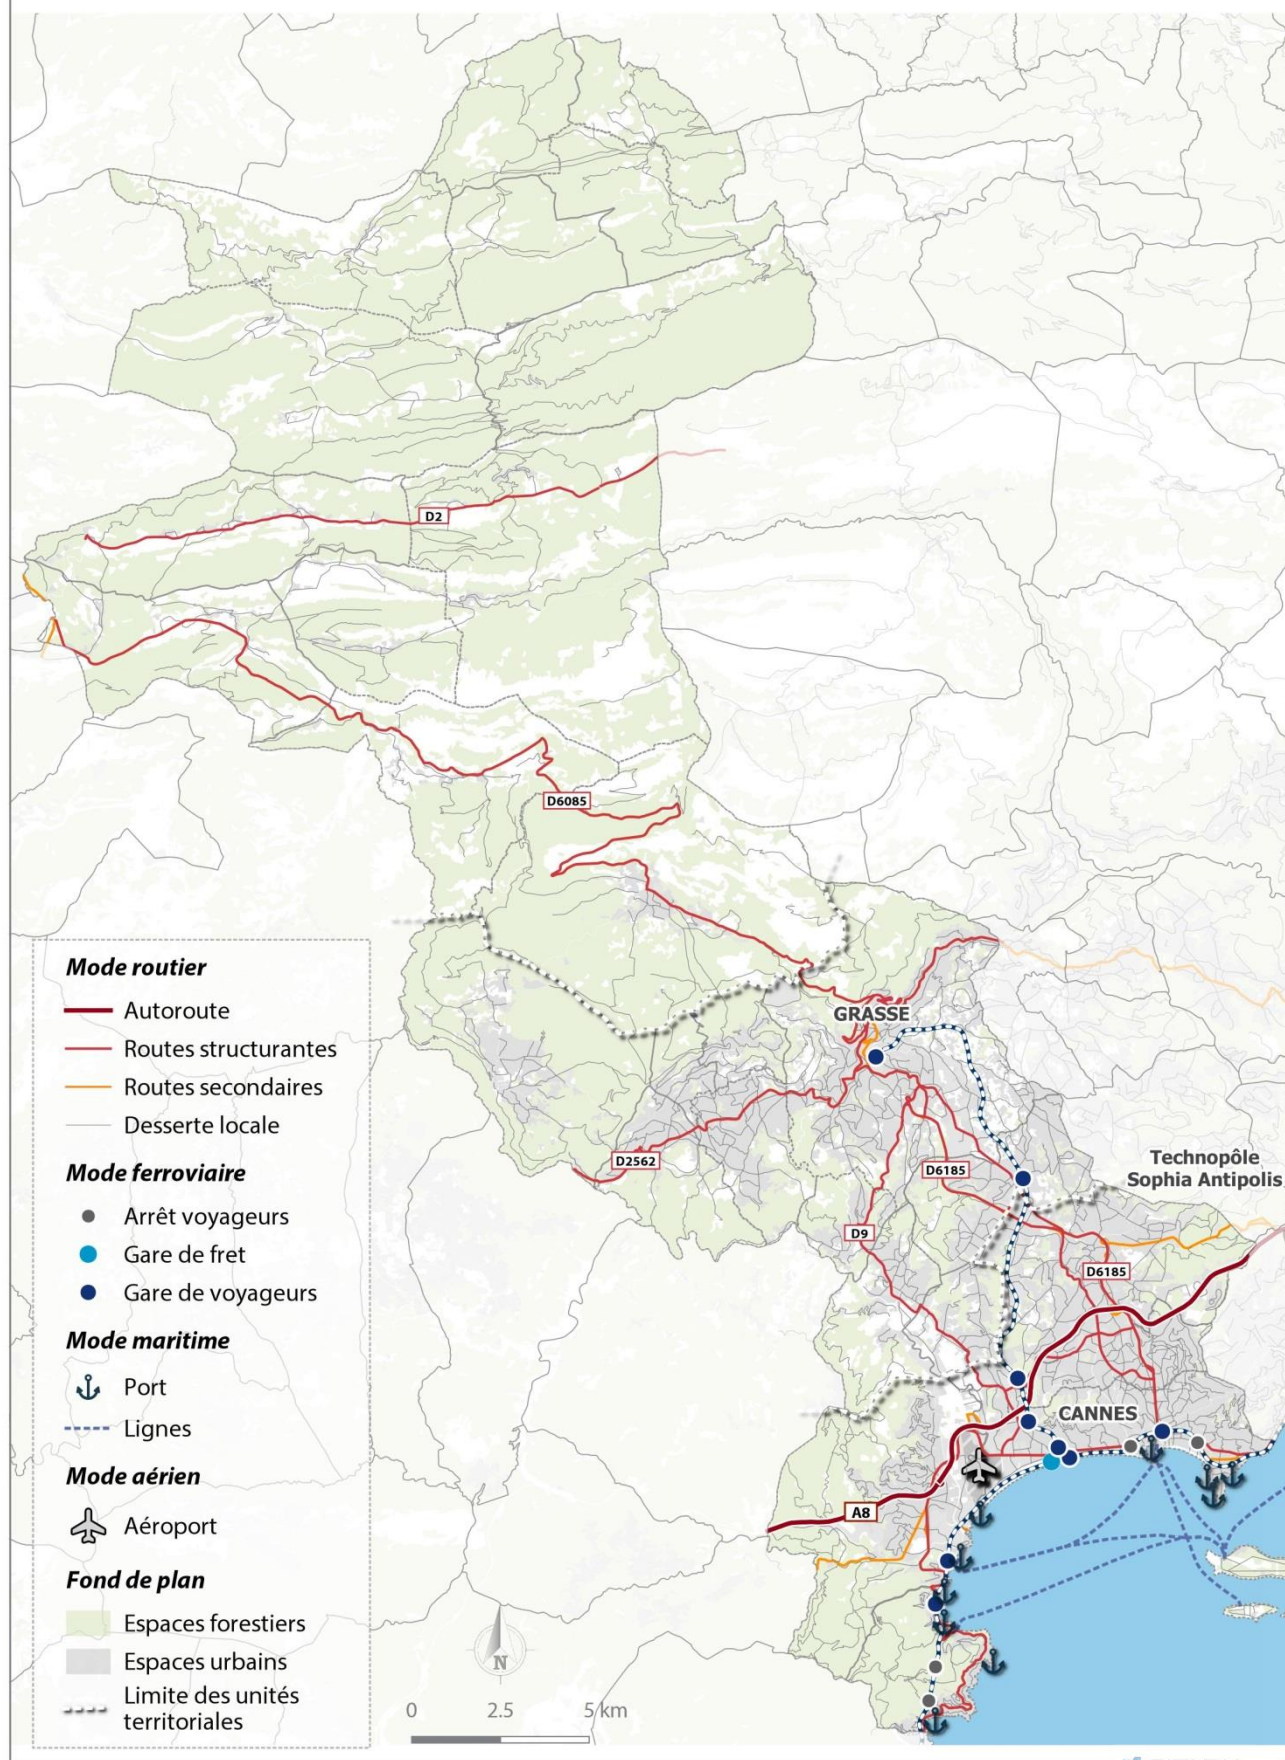 D2
D6085
GRASSE
D2562
D6185
Technopôle
Sophia Antipolis
D9
D6185
CANNES
A8
Mode routier
Autoroute
Routes structurantes
Routes secondaires
Desserte locale
Mode ferroviaire
Arrêt voyageurs
Gare de fret
Gare de voyageurs
Mode maritime
Port
Lignes
Mode aérien
Aéroport
Fond de plan
Espaces forestiers
Espaces urbains
Limite des unités
territoriales
N
0 2.5 5 km